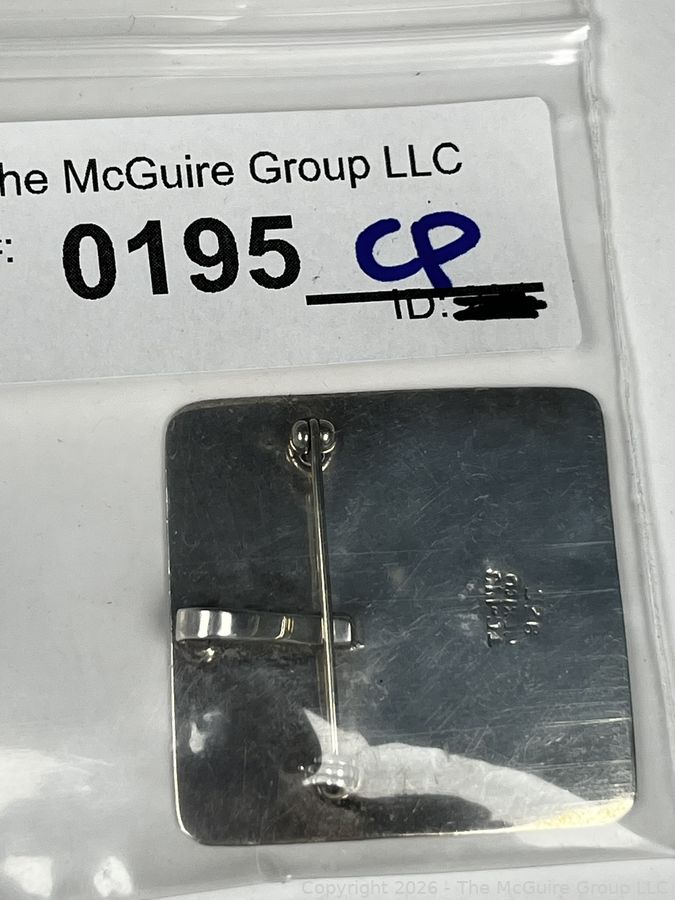 he McGuire Group LLC
#: 0195 CP
ID:
Copyright 2026 - The McGuire Group LLC